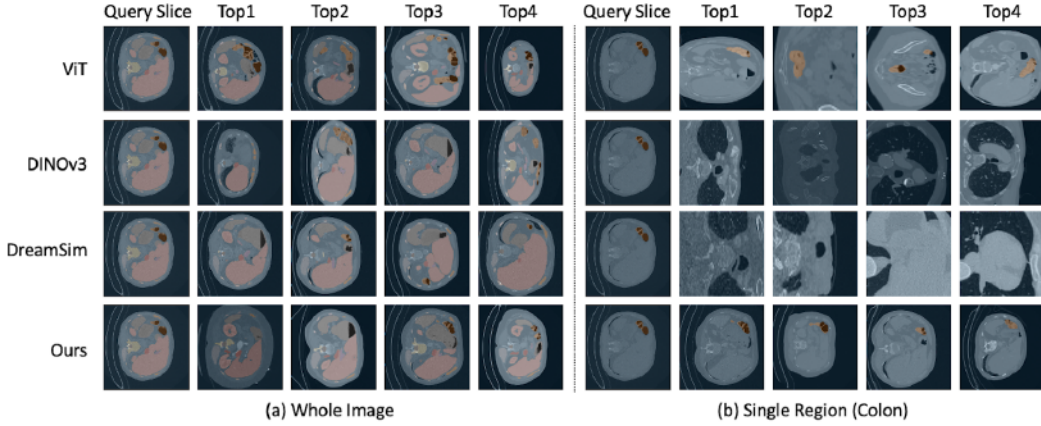 Query Slice Top1 Top2 Top3 Top4 Query Slice Top1 Top2 Top3 Top4
ViT
DINOv3
DreamSim
Ours
(a) Whole Image (b) Single Region (Colon)